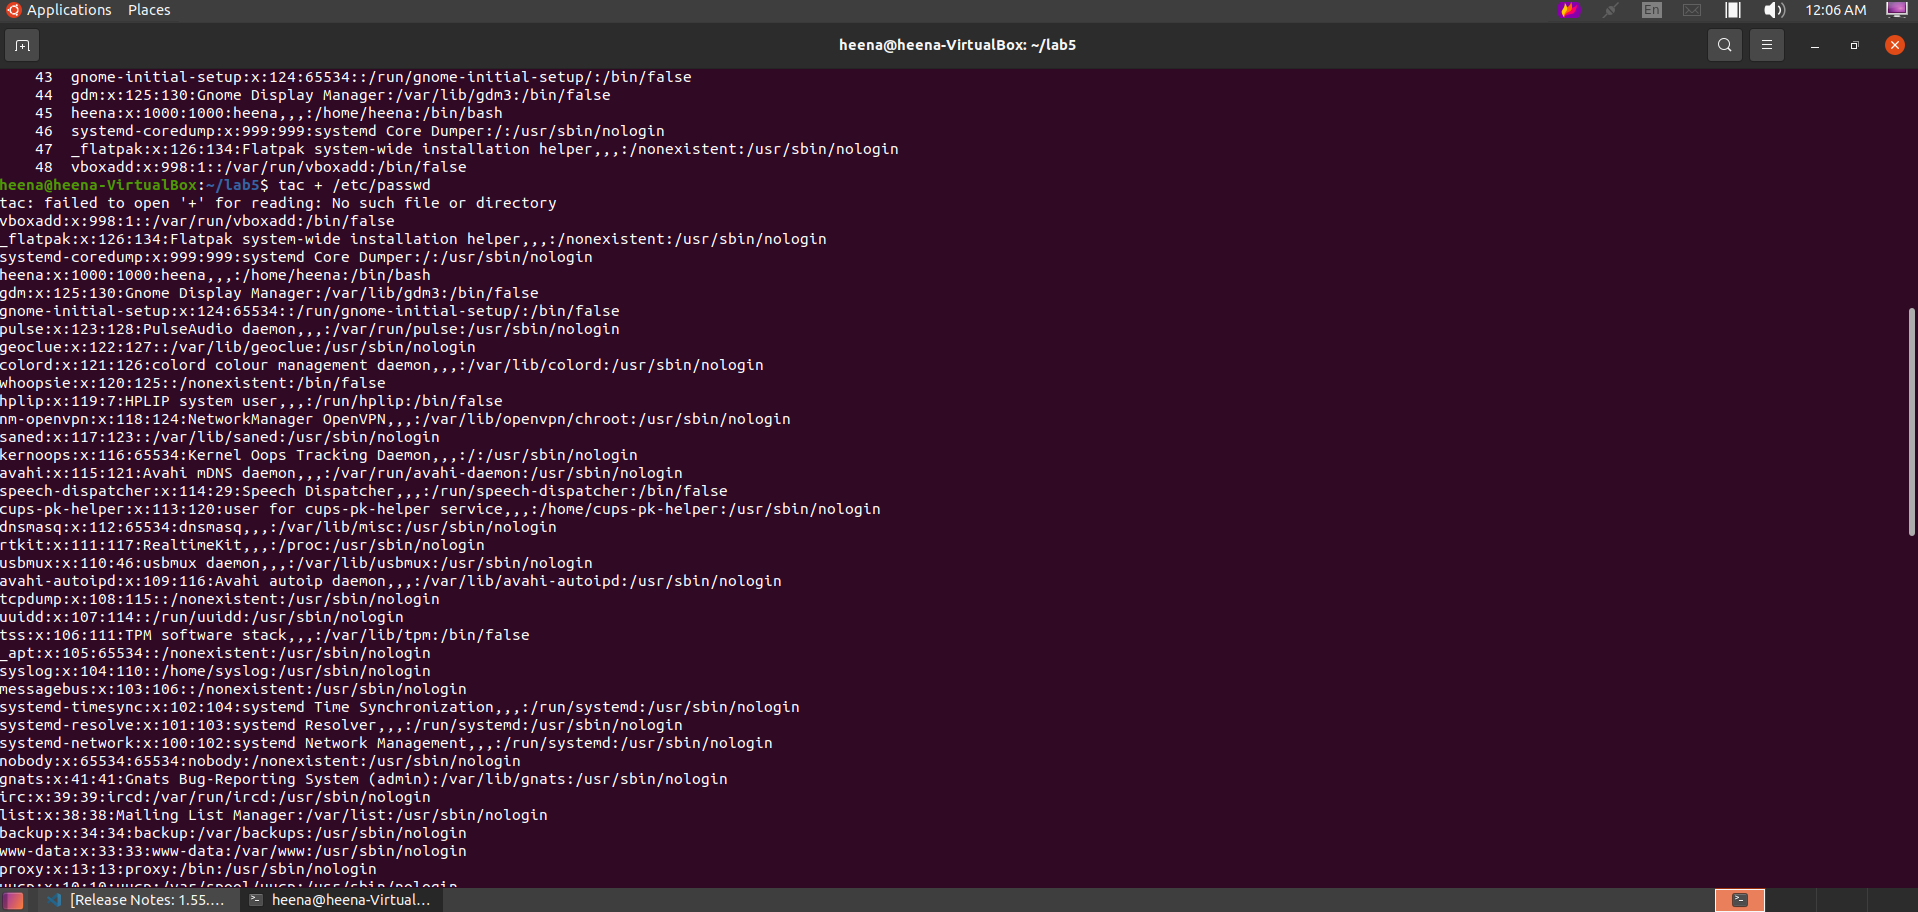 Applications Places En 12:06 AM
heena@heena-VirtualBox: ~/lab5
43 gnome-initial-setup:x:124:65534::/run/gnome-initial-setup/:/bin/false
44 gdm:x:125:130:Gnome Display Manager:/var/lib/gdm3:/bin/false
45 heena:x:1000:1000:heena,,,:/home/heena:/bin/bash
46 systemd-coredump:x:999:999:systemd Core Dumper:/:/usr/sbin/nologin
47 _flatpak:x:126:134:Flatpak system-wide installation helper,,,:/nonexistent:/usr/sbin/nologin
48 vboxadd:x:998:1::/var/run/vboxadd:/bin/false
heena@heena-VirtualBox:~/lab5$ tac + /etc/passwd
tac: failed to open '+' for reading: No such file or directory
vboxadd:x:998:1::/var/run/vboxadd:/bin/false
_flatpak:x:126:134:Flatpak system-wide installation helper,,,:/nonexistent:/usr/sbin/nologin
systemd-coredump:x:999:999:systemd Core Dumper:/:/usr/sbin/nologin
heena:x:1000:1000:heena,,,:/home/heena:/bin/bash
gdm:x:125:130:Gnome Display Manager:/var/lib/gdm3:/bin/false
gnome-initial-setup:x:124:65534::/run/gnome-initial-setup/:/bin/false
pulse:x:123:128:PulseAudio daemon,,,:/var/run/pulse:/usr/sbin/nologin
geoclue:x:122:127::/var/lib/geoclue:/usr/sbin/nologin
colord:x:121:126:colord colour management daemon,,,:/var/lib/colord:/usr/sbin/nologin
whoopsie:x:120:125::/nonexistent:/bin/false
hplip:x:119:7:HPLIP system user,,,:/run/hplip:/bin/false
nm-openvpn:x:118:124:NetworkManager OpenVPN,,,:/var/lib/openvpn/chroot:/usr/sbin/nologin
saned:x:117:123::/var/lib/saned:/usr/sbin/nologin
kernoops:x:116:65534:Kernel Oops Tracking Daemon,,,:/:/usr/sbin/nologin
avahi:x:115:121:Avahi mDNS daemon,,,:/var/run/avahi-daemon:/usr/sbin/nologin
speech-dispatcher:x:114:29:Speech Dispatcher,,,:/run/speech-dispatcher:/bin/false
cups-pk-helper:x:113:120:user for cups-pk-helper service,,,:/home/cups-pk-helper:/usr/sbin/nologin
dnsmasq:x:112:65534:dnsmasq,,,:/var/lib/misc:/usr/sbin/nologin
rtkit:x:111:117:RealtimeKit,,,:/proc:/usr/sbin/nologin
usbmux:x:110:46:usbmux daemon,,,:/var/lib/usbmux:/usr/sbin/nologin
avahi-autoipd:x:109:116:Avahi autoip daemon,,,:/var/lib/avahi-autoipd:/usr/sbin/nologin
tcpdump:x:108:115::/nonexistent:/usr/sbin/nologin
uuidd:x:107:114::/run/uuidd:/usr/sbin/nologin
tss:x:106:111:TPM software stack,,,:/var/lib/tpm:/bin/false
_apt:x:105:65534::/nonexistent:/usr/sbin/nologin
syslog:x:104:110::/home/syslog:/usr/sbin/nologin
messagebus:x:103:106::/nonexistent:/usr/sbin/nologin
systemd-timesync:x:102:104:systemd Time Synchronization,,,:/run/systemd:/usr/sbin/nologin
systemd-resolve:x:101:103:systemd Resolver,,,:/run/systemd:/usr/sbin/nologin
systemd-network:x:100:102:systemd Network Management,,,:/run/systemd:/usr/sbin/nologin
nobody:x:65534:65534:nobody:/nonexistent:/usr/sbin/nologin
gnats:x:41:41:Gnats Bug-Reporting System (admin):/var/lib/gnats:/usr/sbin/nologin
irc:x:39:39:ircd:/var/run/ircd:/usr/sbin/nologin
list:x:38:38:Mailing List Manager:/var/list:/usr/sbin/nologin
backup:x:34:34:backup:/var/backups:/usr/sbin/nologin
www-data:x:33:33:www-data:/var/www:/usr/sbin/nologin
proxy:x:13:13:proxy:/bin:/usr/sbin/nologin
uucp:x:10:10:uucp:/var/spool/uucp:/usr/sbin/nologin
[Release Notes: 1.55.... heena@heena-Virtual...